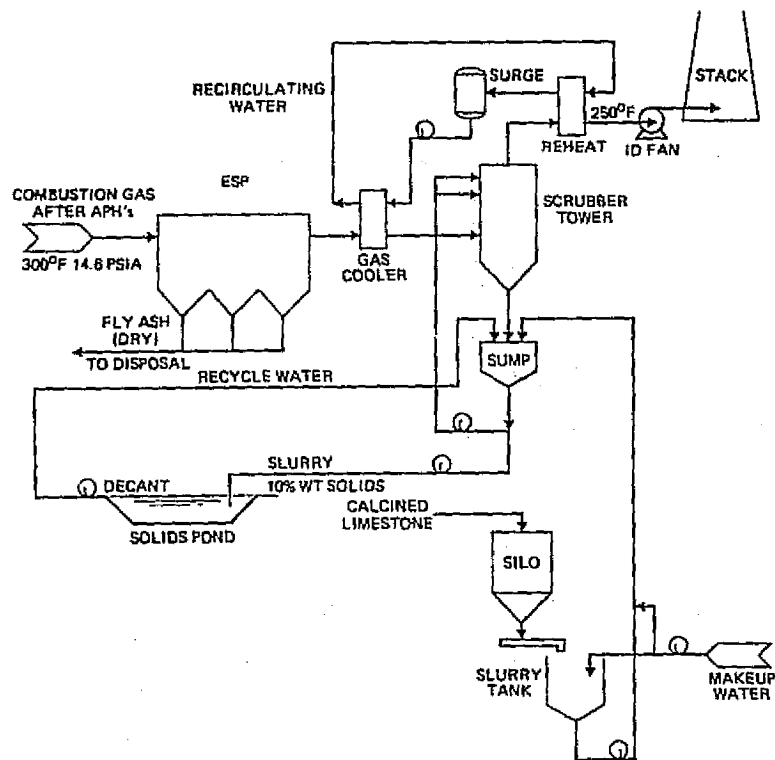 STACK
SURGE
RECIRCULATING
WATER
250°F
REHEAT
ID FAN
ESP
COMBUSTION GAS
AFTER APH's
300°F 14.6 PSIA
SCRUBBER
TOWER
GAS
COOLER
FLY ASH
(DRY)
TO DISPOSAL
SUMP
RECYCLE WATER
SLURRY
DECANT
10% WT SOLIDS
SOLIDS POND
CALCINED
LIMESTONE
SILO
SLURRY
TANK
MAKEUP
WATER